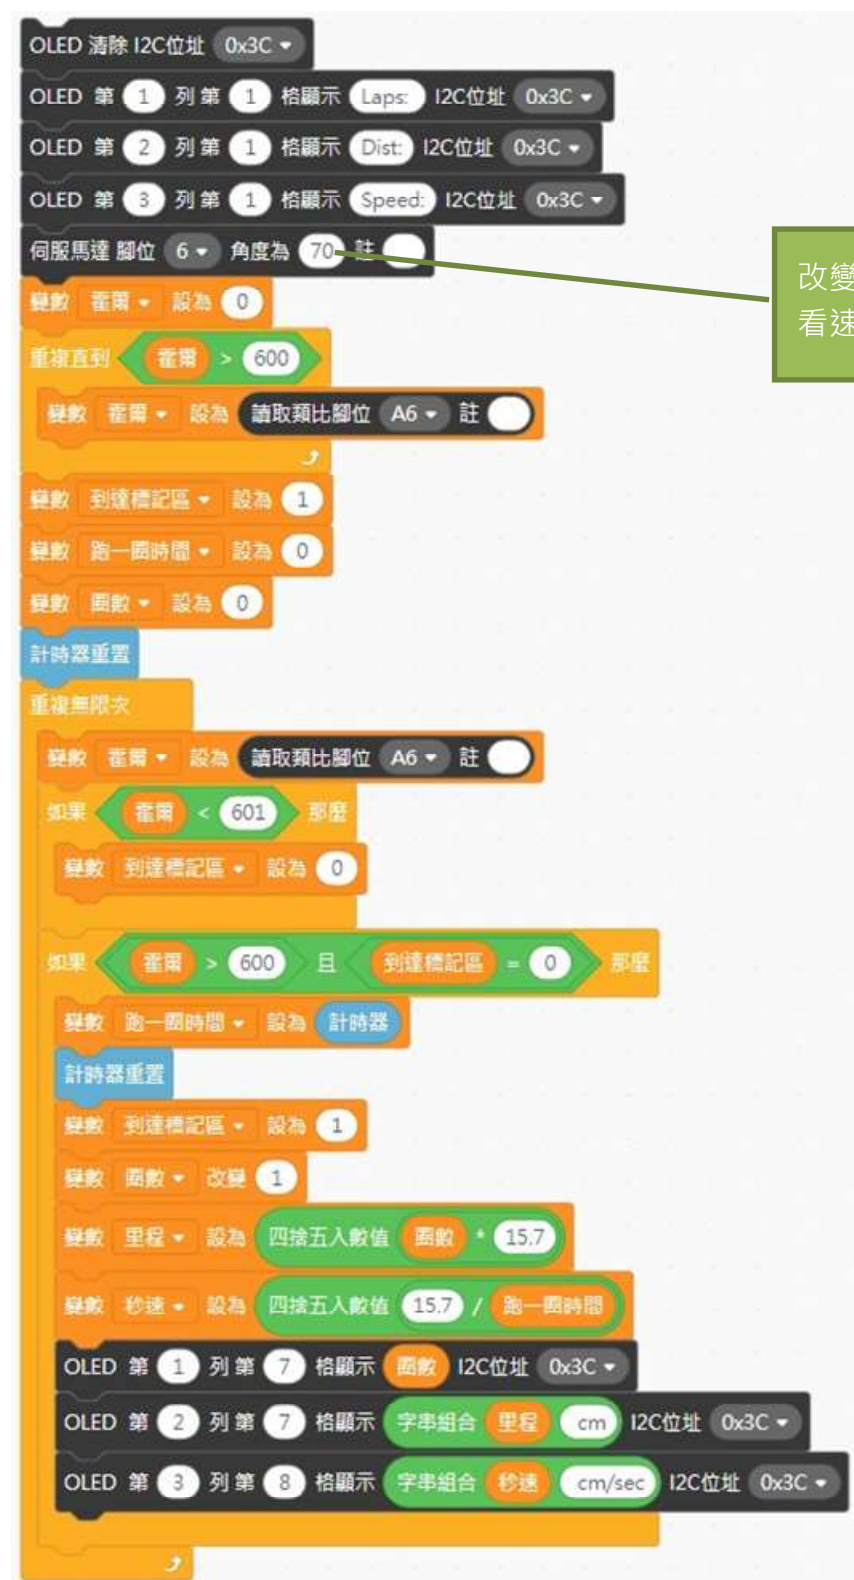 OLED 清除 I2C位址 0x3C
OLED 第 1 列 第 1 格顯示 Laps: I2C位址 0x3C
OLED 第 2 列 第 1 格顯示 Dist: I2C位址 0x3C
OLED 第 3 列 第 1 格顯示 Speed: I2C位址 0x3C
伺服馬達 腳位 6 角度為 70 註
改變
看速
變數 霍爾 設為 0
重複直到 霍爾 > 600
變數 霍爾 設為 讀取類比腳位 A6 註
變數 到達標記區 設為 1
變數 跑一圈時間 設為 0
變數 圈數 設為 0
計時器重置
重複無限次
變數 霍爾 設為 讀取類比腳位 A6 註
如果 霍爾 < 601 那麼
變數 到達標記區 設為 0
如果 霍爾 > 600 且 到達標記區 = 0 那麼
變數 跑一圈時間 設為 計時器
計時器重置
變數 到達標記區 設為 1
變數 圈數 改變 1
變數 里程 設為 四捨五入數值 圈數 * 15.7
變數 秒速 設為 四捨五入數值 15.7 / 跑一圈時間
OLED 第 1 列 第 7 格顯示 圈數 I2C位址 0x3C
OLED 第 2 列 第 7 格顯示 字串組合 里程 cm I2C位址 0x3C
OLED 第 3 列 第 8 格顯示 字串組合 秒速 cm/sec I2C位址 0x3C